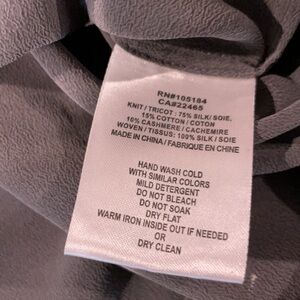 RN#105184
CA#22465
KNIT / TRICOT : 75% SILK / SOIE.
15% COTTON / COTON
10% CASHMERE / CACHEMIRE
WOVEN / TISSUS: 100% SILK / SOIE
MADE IN CHINA / FABRIQUE EN CHINE
HAND WASH COLD
WITH SIMILAR COLORS
MILD DETERGENT
DO NOT BLEACH
DO NOT SOAK
DRY FLAT
WARM IRON INSIDE OUT IF NEEDED
OR
DRY CLEAN